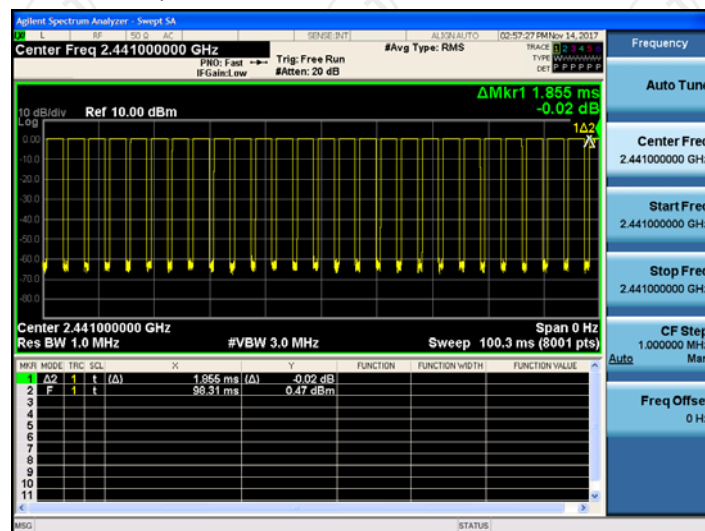 Agilent Spectrum Analyzer - Swept SA
L RF 50 Ω AC SENSE:INT ALIGN AUTO 02:57:27 PM Nov 14, 2017
Center Freq 2.441000000 GHz
#Avg Type: RMS
TRACE 1 2 3 4 5 6
PNO: Fast
Trig: Free Run
TYPE
IFGain:Low
#Atten: 20 dB
DET P P P P P P
Frequency
ΔMkr1 1.855 ms
-0.02 dB
10 dB/div Ref 10.00 dBm
Log
1Δ2
0.00
-10.0
-20.0
-30.0
-40.0
-50.0
-60.0
-70.0
-80.0
Center 2.441000000 GHz
Span 0 Hz
Res BW 1.0 MHz
#VBW 3.0 MHz
Sweep 100.3 ms (8001 pts)
MKR MODE TRC SCL X Y FUNCTION FUNCTION WIDTH FUNCTION VALUE
1 Δ2 1 t (Δ) 1.855 ms (Δ) -0.02 dB
2 F 1 t 98.31 ms 0.47 dBm
3
4
5
6
7
8
9
10
11
MSG
STATUS
Auto Tune
Center Freq
2.441000000 GHz
Start Freq
2.441000000 GHz
Stop Freq
2.441000000 GHz
CF Step
1.000000 MHz
Auto Man
Freq Offse
0 Hz